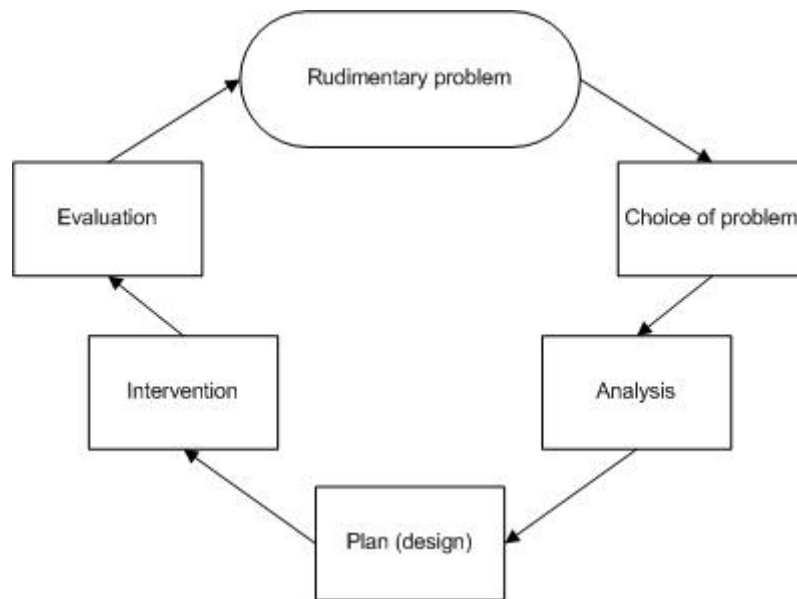 Rudimentary problem
Choice of problem
Analysis
Plan (design)
Intervention
Evaluation